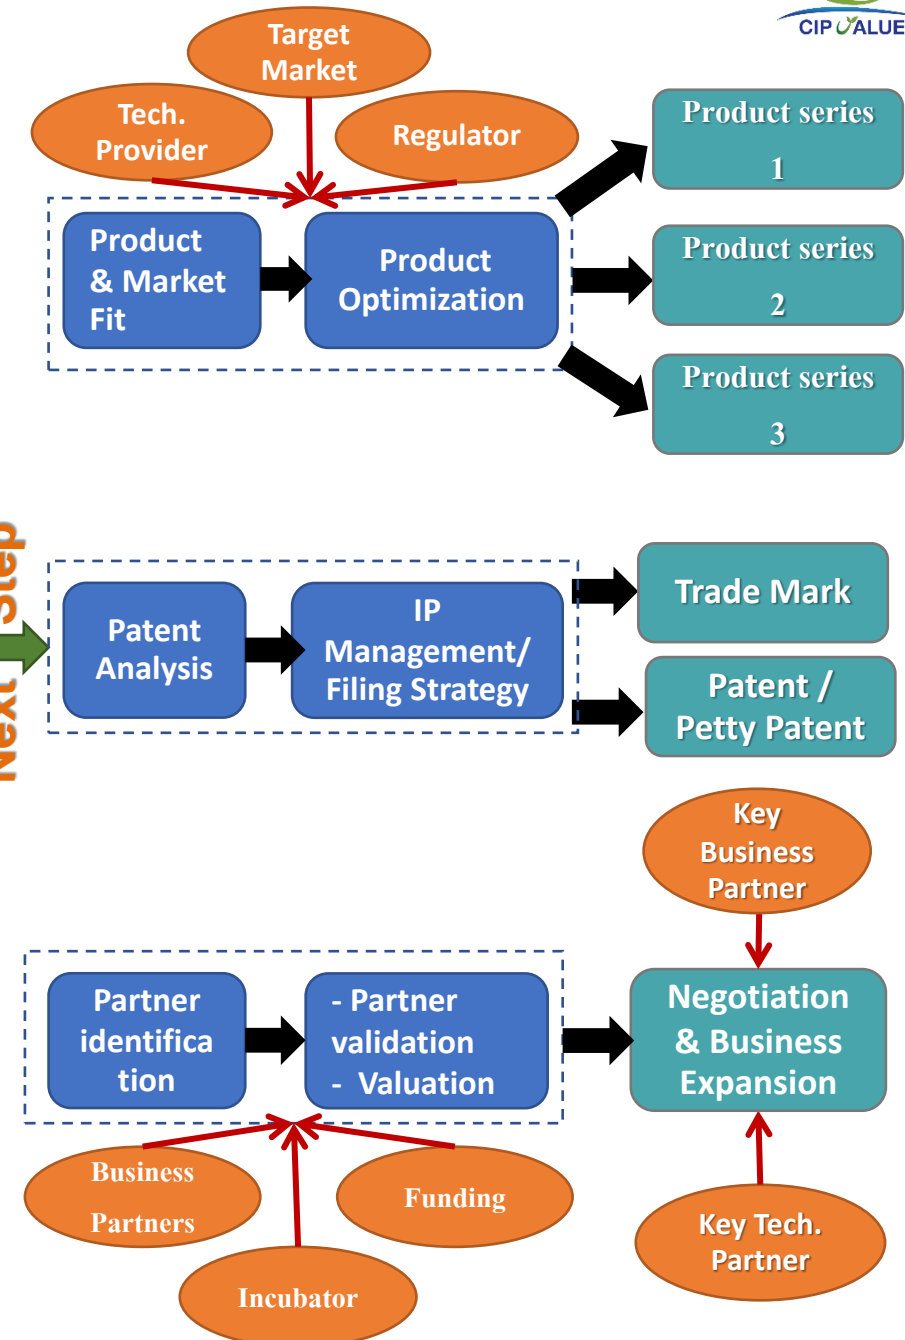 CIP VALUE
Target
Market
Tech.
Provider
Regulator
Product series
1
Product
& Market
Fit
Product
Optimization
Product series
2
Product series
3
Next Step
Patent
Analysis
IP
Management/
Filing Strategy
Trade Mark
Patent /
Petty Patent
Key
Business
Partner
Partner
identifica
tion
- Partner
validation
- Valuation
Negotiation
& Business
Expansion
Business
Partners
Funding
Incubator
Key Tech.
Partner